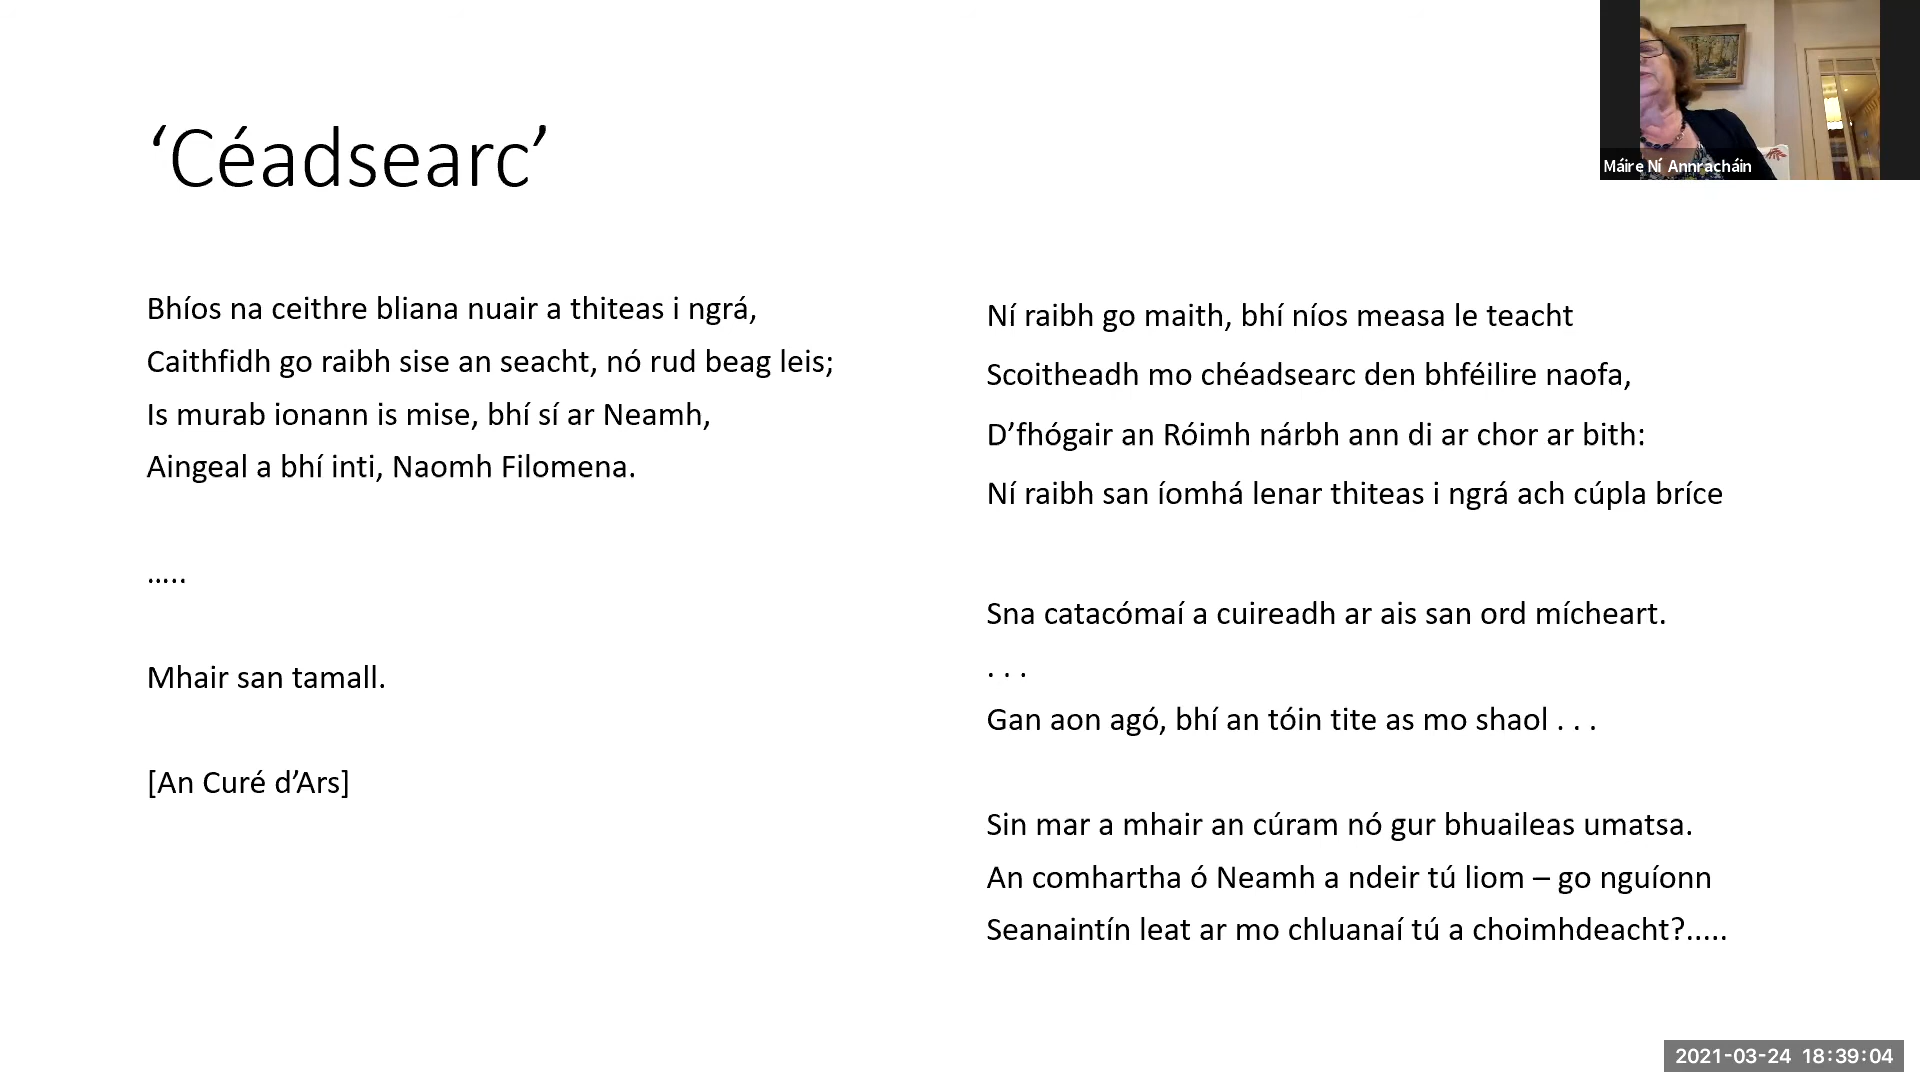 ‘Céadsearc’
Bhíos na ceithre bliana nuair a thiteas i ngrá,
Caithfidh go raibh sise an seacht, nó rud beag leis;
Is murab ionann is mise, bhí sí ar Neamh,
Aingeal a bhí inti, Naomh Filomena.
…..
Mhair san tamall.
[An Curé d’Ars]
Ní raibh go maith, bhí níos measa le teacht
Scoitheadh mo chéadsearc den bhféilire naofa,
D’fhógair an Róimh nárbh ann di ar chor ar bith:
Ní raibh san íomhá lenar thiteas i ngrá ach cúpla bríce
Sna catacómaí a cuireadh ar ais san ord mícheart.
. . .
Gan aon agó, bhí an tóin tite as mo shaol . . .
Sin mar a mhair an cúram nó gur bhuaileas umatsa.
An comhartha ó Neamh a ndeir tú liom – go nguíonn
Seanaintín leat ar mo chluanaí tú a choimhdeacht?.....
Máire Ní Annracháin
2021-03-24 18:39:04